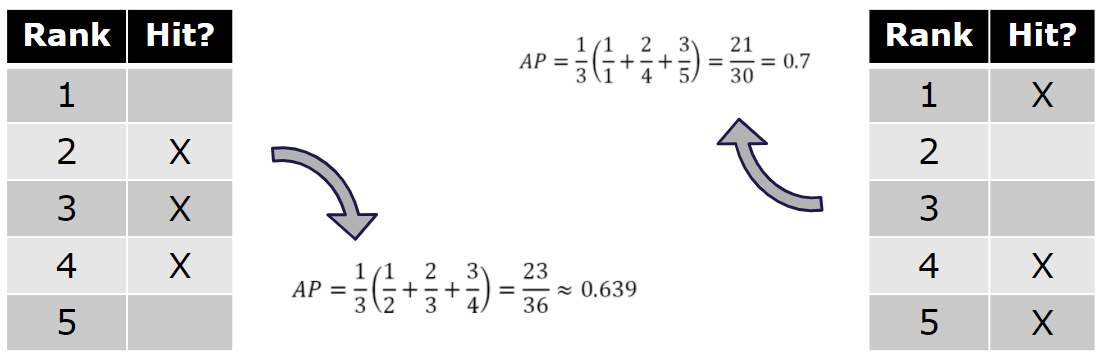 Rank Hit?
1
2 X
3 X
4 X
5
AP = 1/3 (1/2 + 2/3 + 3/4) = 23/36 ≈ 0.639
AP = 1/3 (1/1 + 2/4 + 3/5) = 21/30 = 0.7
Rank Hit?
1 X
2
3
4 X
5 X